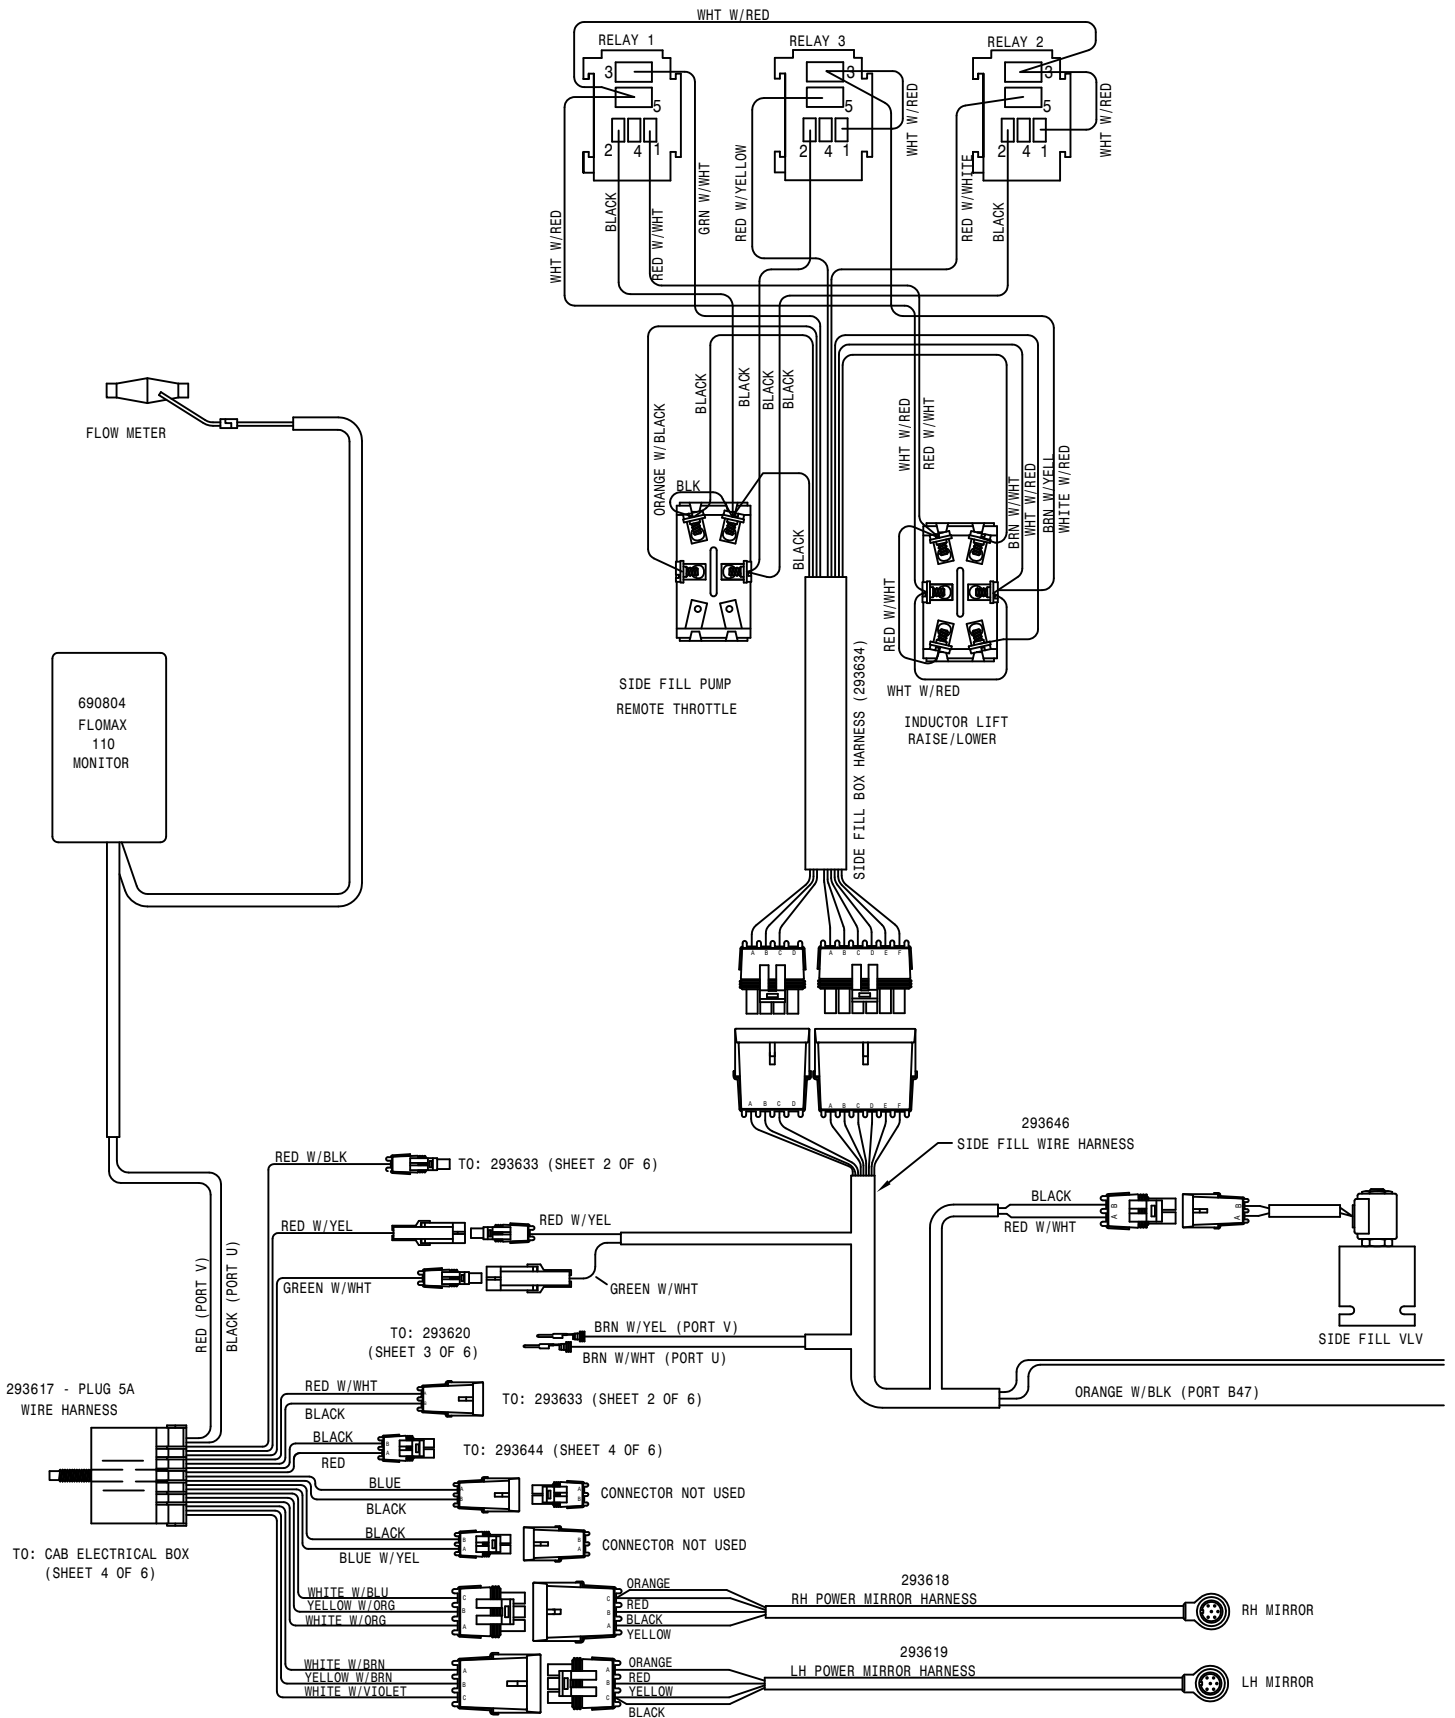 WHT W/RED
RELAY 1
RELAY 3
RELAY 2
3
5
2
4
1
3
5
2
4
1
3
5
2
4
1
WHT W/RED
WHT W/RED
WHT W/RED
BLACK
RED W/WHT
GRN W/WHT
RED W/YELLOW
RED W/WHITE
BLACK
FLOW METER
ORANGE W/BLACK
BLACK
BLACK
BLACK
BLACK
BLK
BLACK
WHT W/RED
RED W/WHT
BRN W/WHT
WHT W/RED
BRN W/YELL
WHITE W/RED
RED W/WHT
WHT W/RED
SIDE FILL PUMP
REMOTE THROTTLE
INDUCTOR LIFT
RAISE/LOWER
SIDE FILL BOX HARNESS (293634)
690804
FLOMAX
110
MONITOR
A B C D
A B C D E F
A B C D
A B C D E F
293646
SIDE FILL WIRE HARNESS
RED W/BLK
TO: 293633 (SHEET 2 OF 6)
RED W/YEL
RED W/YEL
GREEN W/WHT
GREEN W/WHT
BLACK
RED W/WHT
B
A
B
A
SIDE FILL VLV
RED (PORT V)
BLACK (PORT U)
TO: 293620
(SHEET 3 OF 6)
BRN W/YEL (PORT V)
BRN W/WHT (PORT U)
ORANGE W/BLK (PORT B47)
293617 - PLUG 5A
WIRE HARNESS
RED W/WHT
BLACK
TO: 293633 (SHEET 2 OF 6)
BLACK
RED
B
A
TO: 293644 (SHEET 4 OF 6)
BLUE
BLACK
A
B
A
B
CONNECTOR NOT USED
BLACK
BLUE W/YEL
B
A
B
A
CONNECTOR NOT USED
TO: CAB ELECTRICAL BOX
(SHEET 4 OF 6)
WHITE W/BLU
YELLOW W/ORG
WHITE W/ORG
C
B
A
C
B
A
ORANGE
RED
BLACK
YELLOW
293618
RH POWER MIRROR HARNESS
RH MIRROR
WHITE W/BRN
YELLOW W/BRN
WHITE W/VIOLET
A
B
C
A
B
C
ORANGE
RED
YELLOW
BLACK
293619
LH POWER MIRROR HARNESS
LH MIRROR